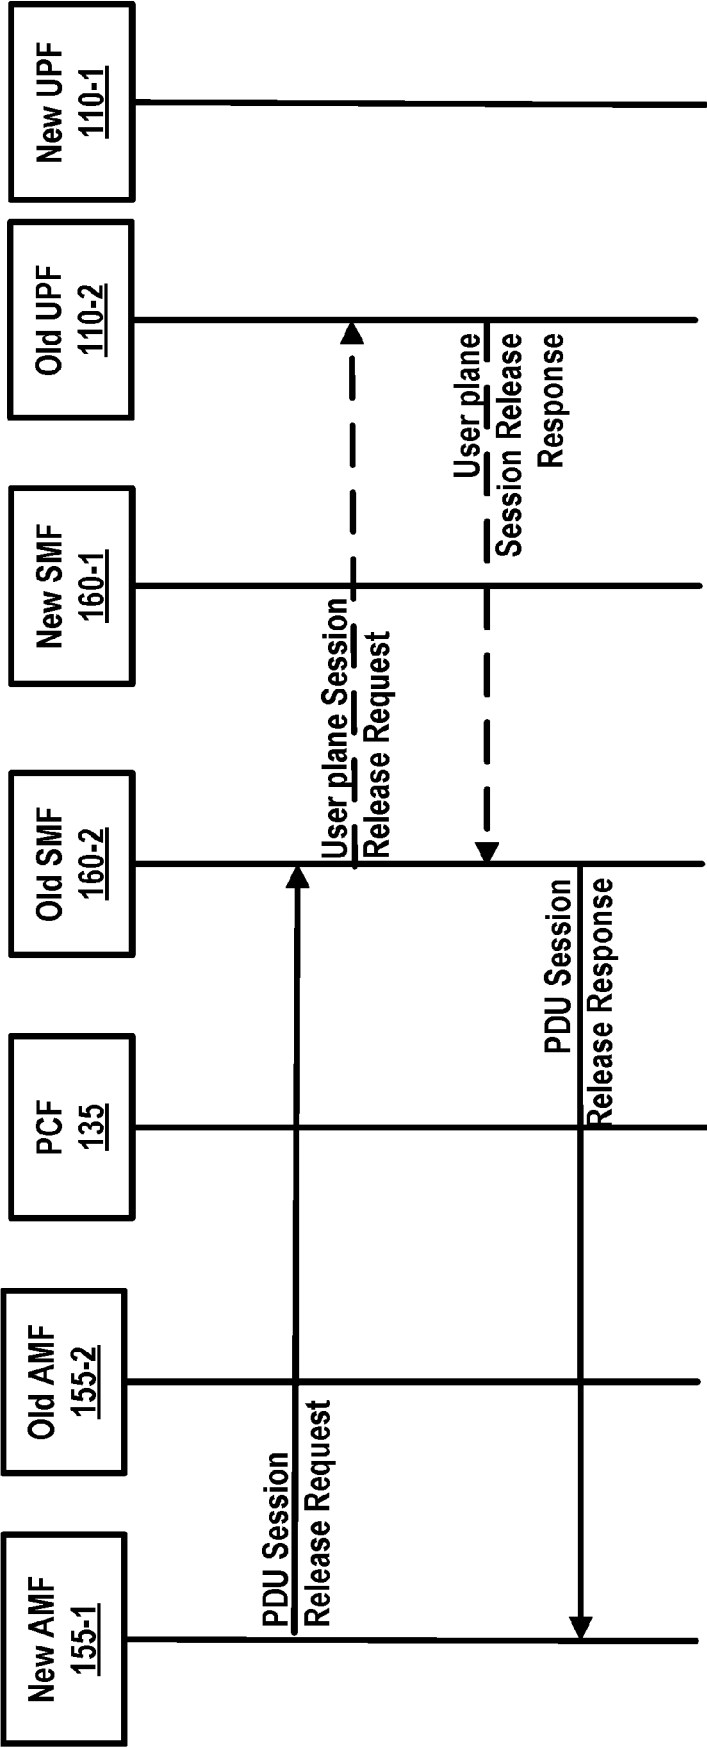 New AMF
155-1
Old AMF
155-2
PCF
135
Old SMF
160-2
New SMF
160-1
Old UPF
110-2
New UPF
110-1
PDU Session
Release Request
User plane Session
Release Request
User plane
Session Release
Response
PDU Session
Release Response